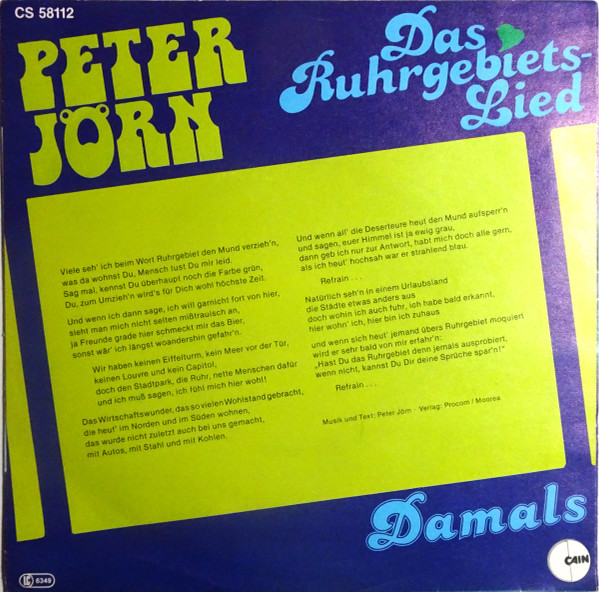 CS 58112
PETER
JÖRN
Das
Ruhrgebiets-
Lied
Viele seh' ich beim Wort Ruhrgebiet den Mund verzieh'n,
was da wohnst Du, Mensch tust Du mir leid.
Sag mal, kennst Du überhaupt noch die Farbe grün,
Du, zum Umzieh'n wird's für Dich wohl höchste Zeit.
Und wenn ich dann sage, ich will garnicht fort von hier,
sieht man mich nicht selten mißtrauisch an,
ja Freunde grade hier schmeckt mir das Bier,
sonst wär' ich längst woandershin gefahr'n.
Wir haben keinen Eiffelturm, kein Meer vor der Tür,
keinen Louvre und kein Capitol,
doch den Stadtpark, die Ruhr, nette Menschen dafür
und ich muß sagen, ich fühl mich hier wohl!
Das Wirtschaftswunder, das so vielen Wohlstand gebracht,
die heut' im Norden und im Süden wohnen,
das wurde nicht zuletzt auch bei uns gemacht,
mit Autos, mit Stahl und mit Kohlen.
Und wenn all' die Deserteure heut den Mund aufsperr'n
und sagen, euer Himmel ist ja ewig grau,
dann geb ich nur zur Antwort, habt mich doch alle gern,
als ich heut' hochsah war er strahlend blau.
Refrain . . .
Natürlich seh'n in einem Urlaubsland
die Städte etwas anders aus
doch wohin ich auch fuhr, ich habe bald erkannt,
hier wohn' ich, hier bin ich zuhaus
und wenn sich heut' jemand übers Ruhrgebiet moquiert
wird er sehr bald von mir erfahr'n:
„Hast Du das Ruhrgebiet denn jemals ausprobiert,
wenn nicht, kannst Du Dir deine Sprüche spar'n!"
Refrain . . .
Musik und Text: Peter Jörn · Verlag: Procom / Moorea
Damals
CAIN
LC 6349